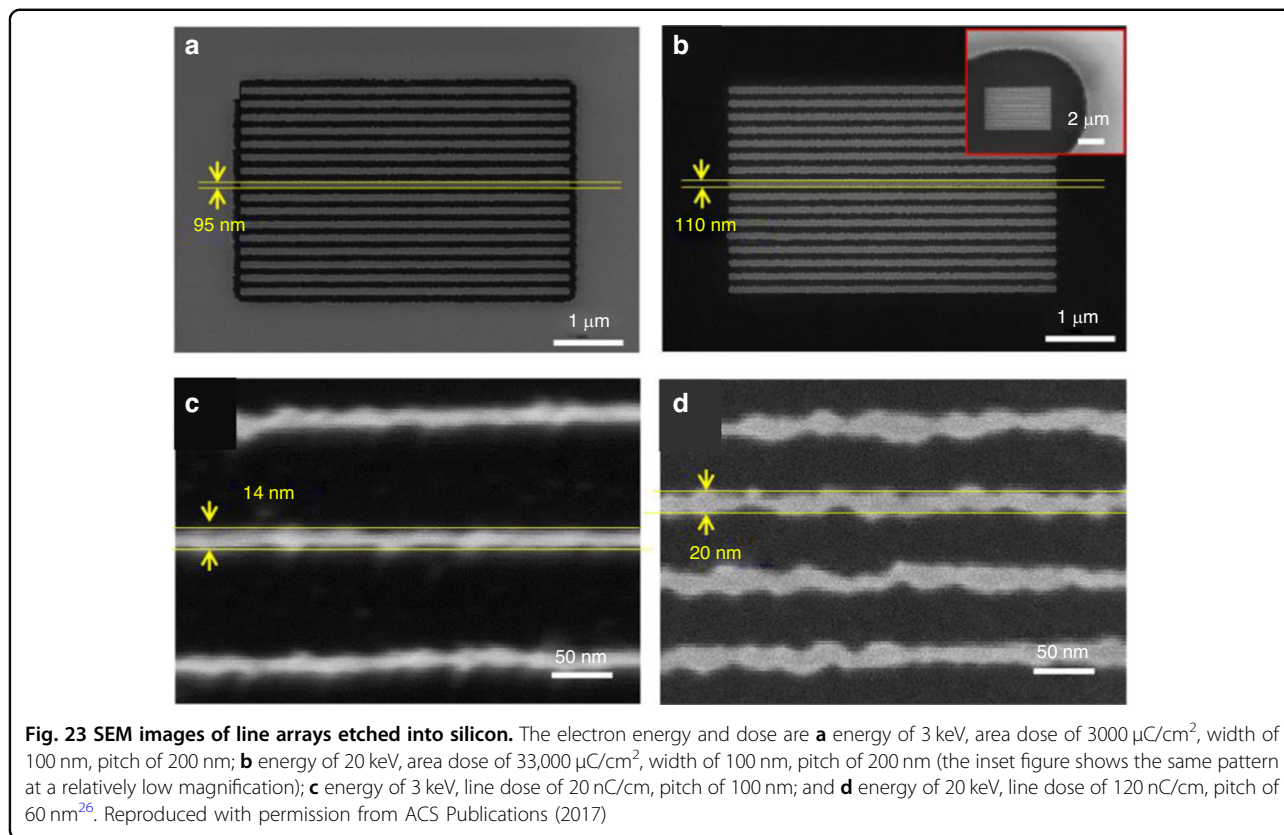 a
95 nm
1 μm
b
2 μm
110 nm
1 μm
c
14 nm
50 nm
d
20 nm
50 nm
Fig. 23 SEM images of line arrays etched into silicon. The electron energy and dose are a energy of 3 keV, area dose of 3000 μC/cm², width of
100 nm, pitch of 200 nm; b energy of 20 keV, area dose of 33,000 μC/cm², width of 100 nm, pitch of 200 nm (the inset figure shows the same pattern
at a relatively low magnification); c energy of 3 keV, line dose of 20 nC/cm, pitch of 100 nm; and d energy of 20 keV, line dose of 120 nC/cm, pitch of
60 nm²⁶. Reproduced with permission from ACS Publications (2017)